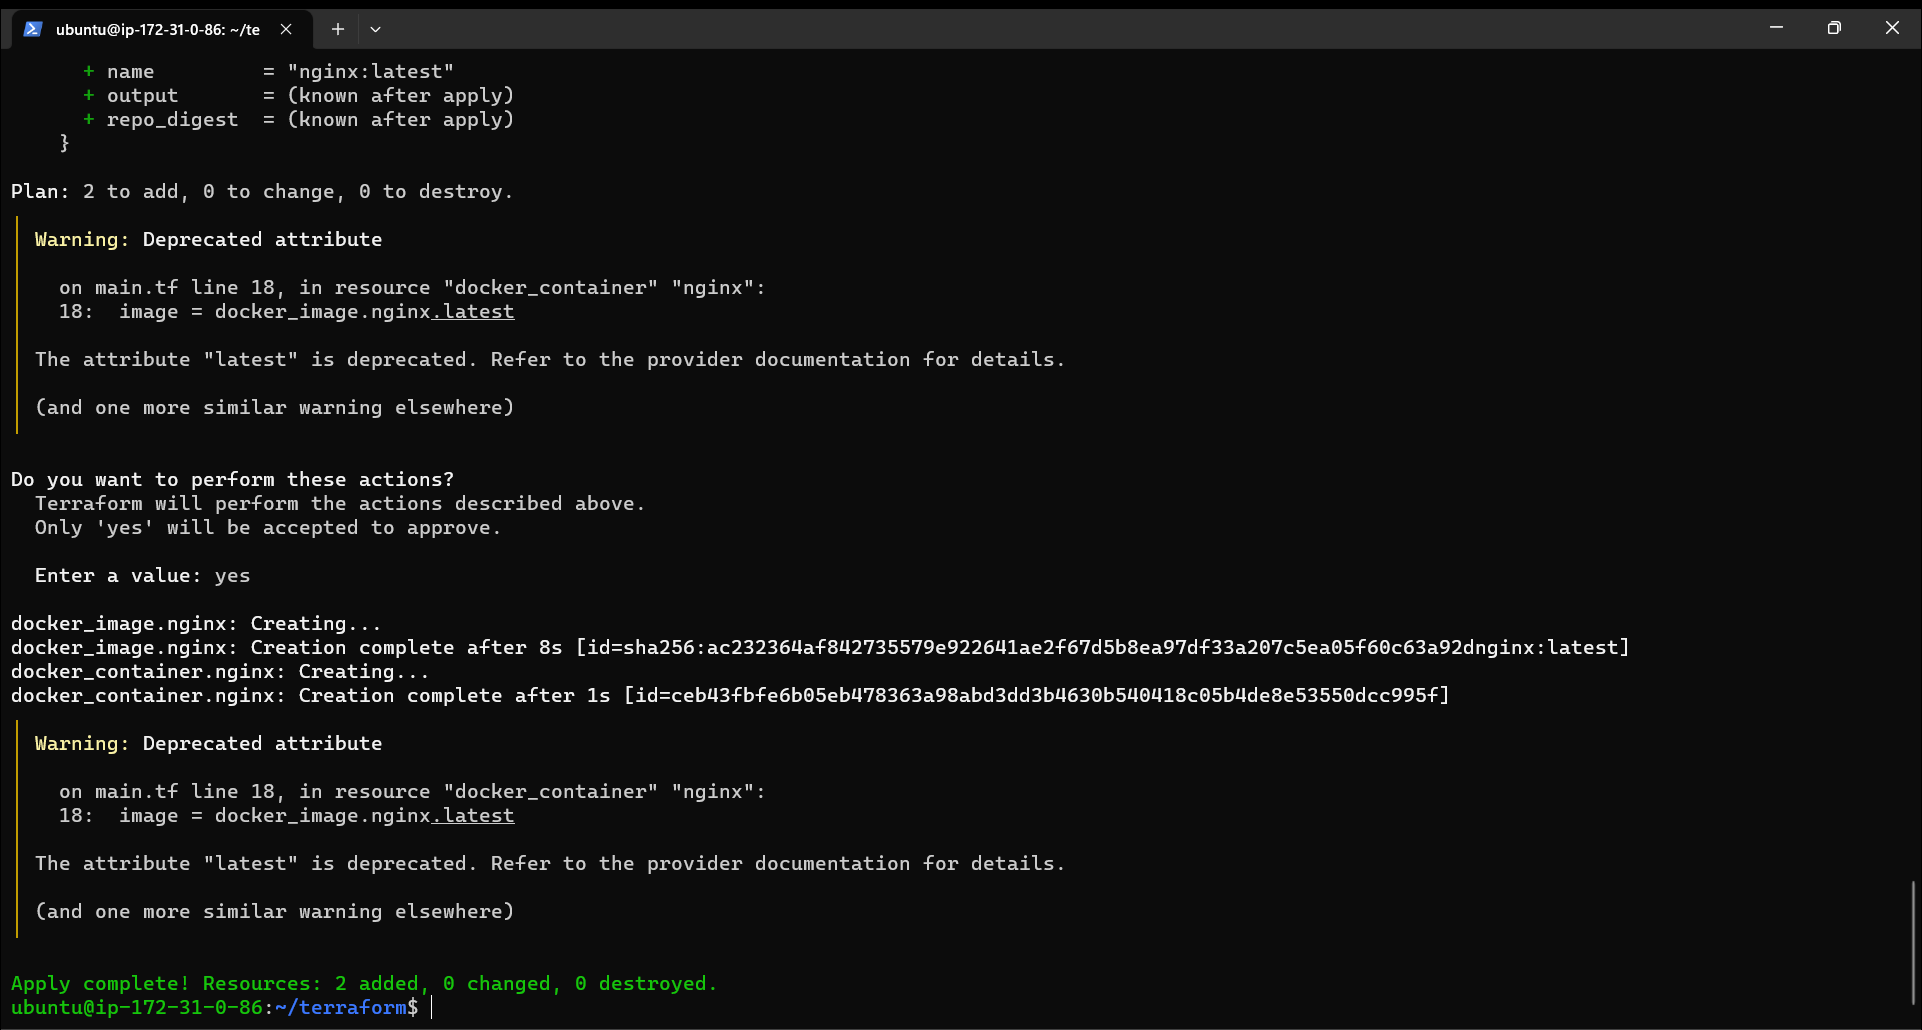 ubuntu@ip-172-31-0-86: ~/te
+ name         = "nginx:latest"
+ output       = (known after apply)
+ repo_digest  = (known after apply)
}
Plan: 2 to add, 0 to change, 0 to destroy.
Warning: Deprecated attribute
on main.tf line 18, in resource "docker_container" "nginx":
18:  image = docker_image.nginx.latest
The attribute "latest" is deprecated. Refer to the provider documentation for details.
(and one more similar warning elsewhere)
Do you want to perform these actions?
Terraform will perform the actions described above.
Only 'yes' will be accepted to approve.
Enter a value: yes
docker_image.nginx: Creating...
docker_image.nginx: Creation complete after 8s [id=sha256:ac232364af842735579e922641ae2f67d5b8ea97df33a207c5ea05f60c63a92dnginx:latest]
docker_container.nginx: Creating...
docker_container.nginx: Creation complete after 1s [id=ceb43fbfe6b05eb478363a98abd3dd3b4630b540418c05b4de8e53550dcc995f]
Warning: Deprecated attribute
on main.tf line 18, in resource "docker_container" "nginx":
18:  image = docker_image.nginx.latest
The attribute "latest" is deprecated. Refer to the provider documentation for details.
(and one more similar warning elsewhere)
Apply complete! Resources: 2 added, 0 changed, 0 destroyed.
ubuntu@ip-172-31-0-86:~/terraform$